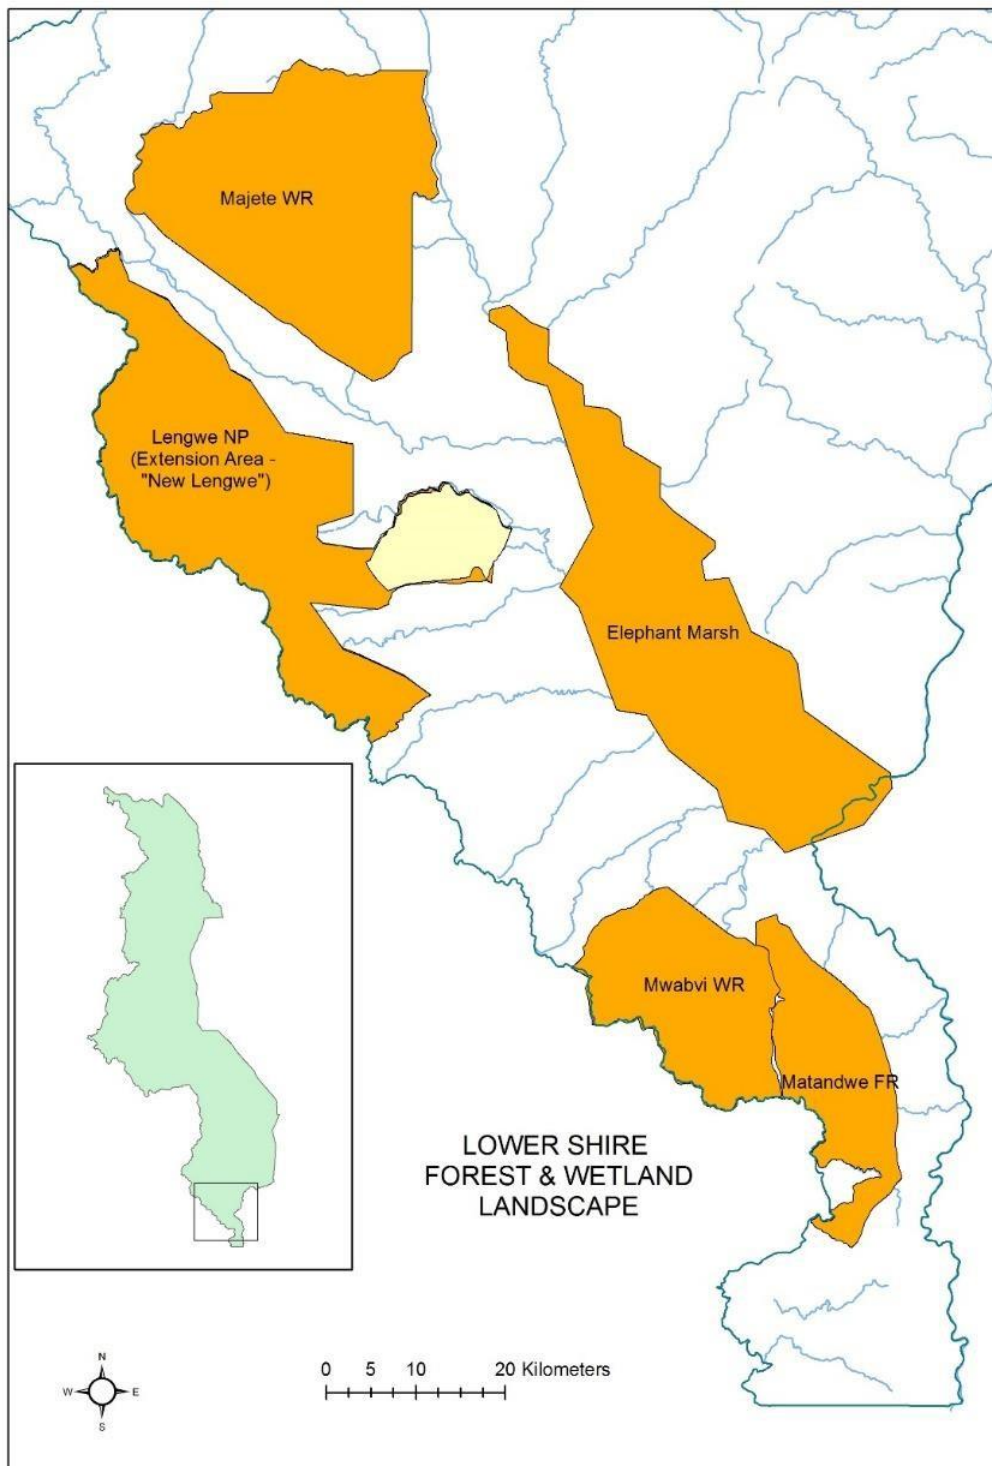 Majete WR
Lengwe NP
(Extension Area -
"New Lengwe")
Elephant Marsh
Mwabvi WR
Matandwe FR
LOWER SHIRE
FOREST & WETLAND
LANDSCAPE
N
W E
S
0 5 10 20 Kilometers